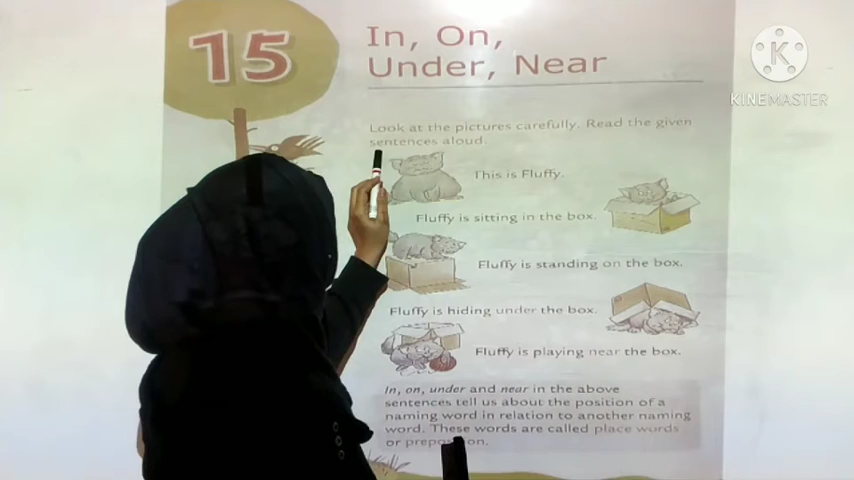 15
In, On,
Under, Near
KINEMASTER
Look at the pictures carefully. Read the given
sentences aloud.
This is Fluffy.
Fluffy is sitting in the box.
Fluffy is standing on the box.
Fluffy is hiding under the box.
Fluffy is playing near the box.
In, on, under and near in the above
sentences tell us about the position of a
naming word in relation to another naming
word. These words are called place words
or